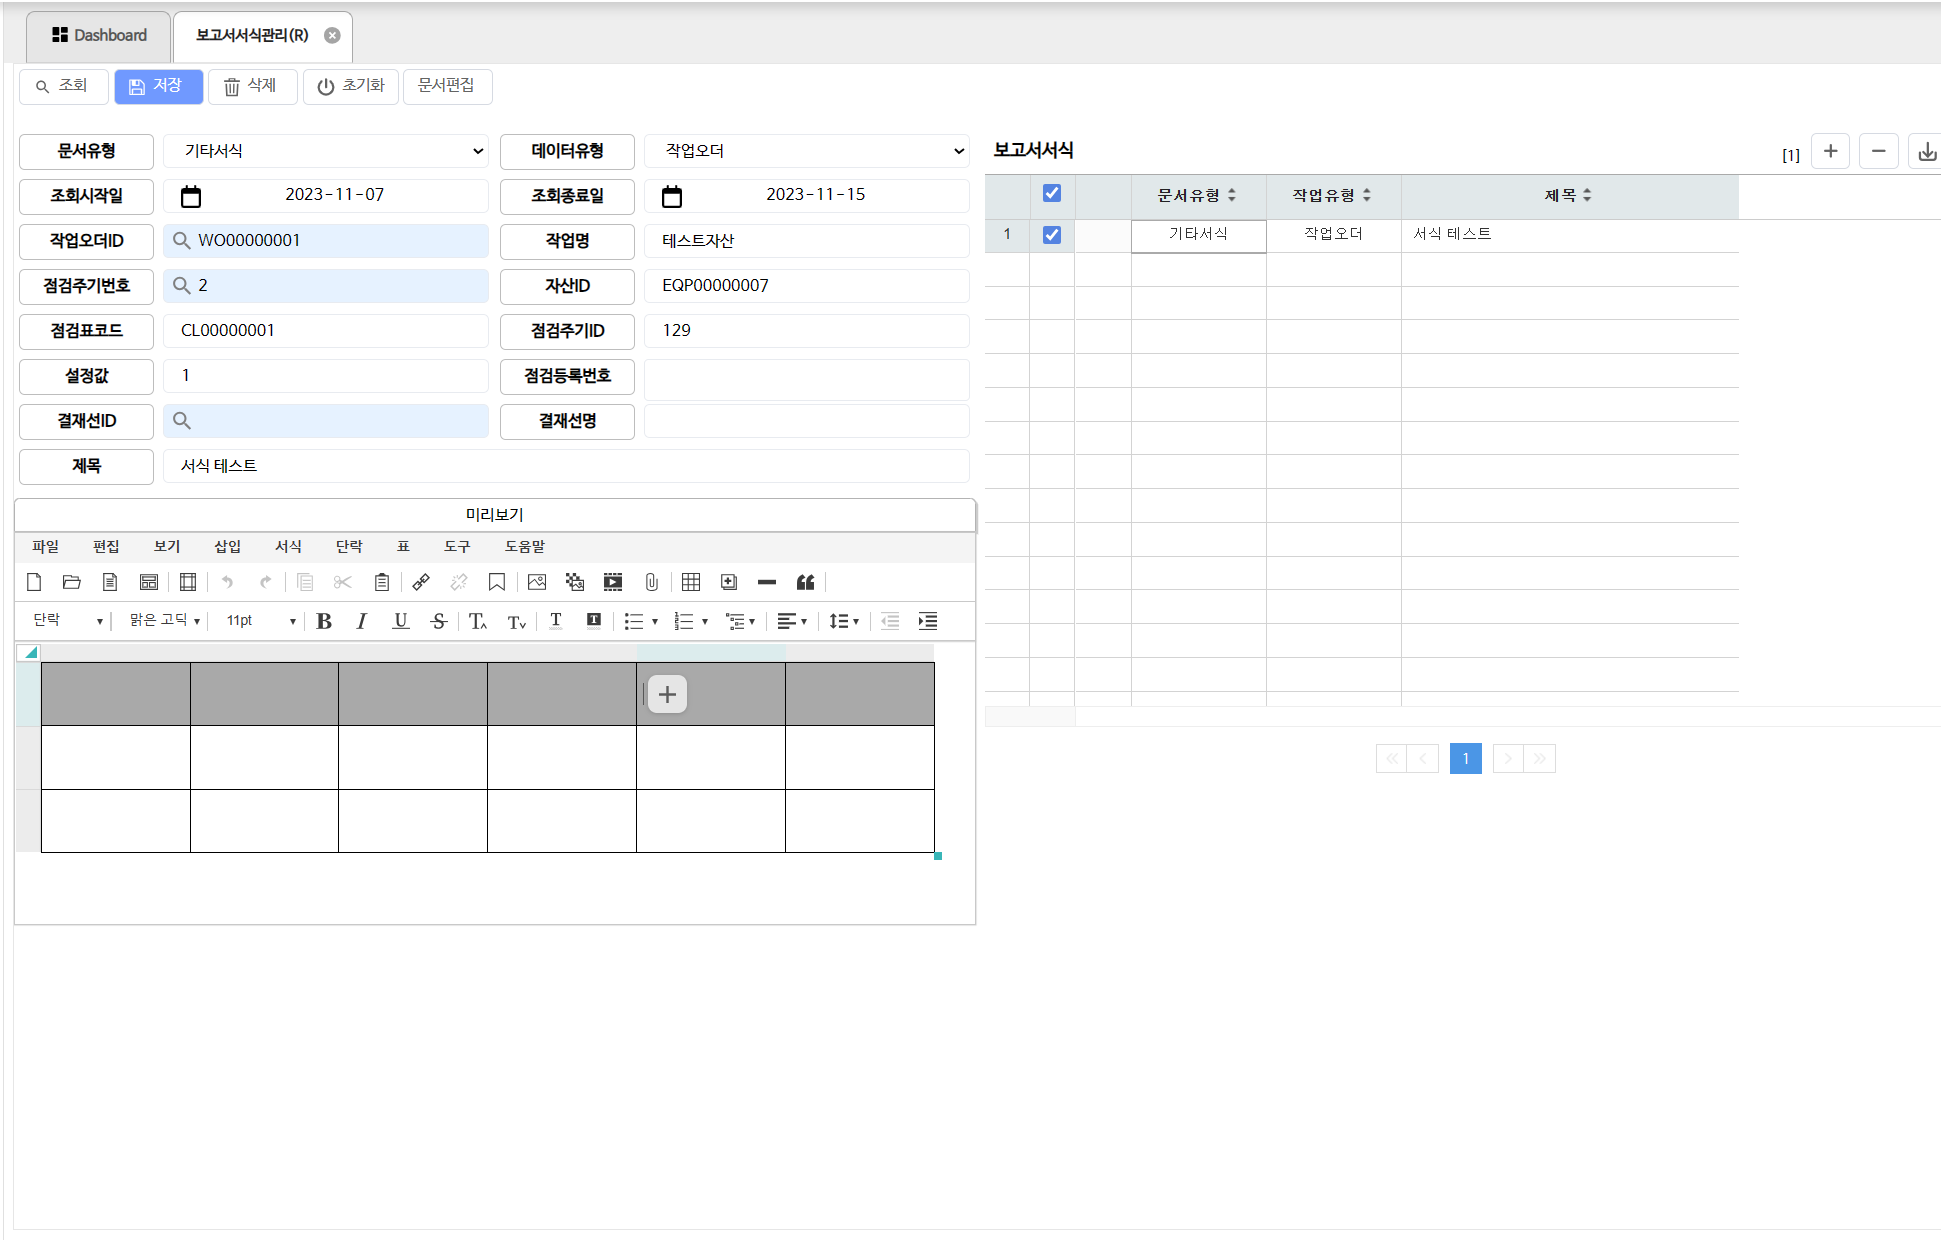 Dashboard
보고서서식관리(R)
조회
저장
삭제
초기화
문서편집
문서유형
기타서식
데이터유형
작업오더
조회시작일
2023-11-07
조회종료일
2023-11-15
작업오더ID
WO00000001
작업명
테스트자산
점검주기번호
2
자산ID
EQP00000007
점검표코드
CL00000001
점검주기ID
129
설정값
1
점검등록번호
결재선ID
결재선명
제목
서식 테스트
미리보기
파일 편집 보기 삽입 서식 단락 표 도구 도움말
단락 맑은 고딕 11pt
보고서서식
[1]
문서유형 작업유형 제목
1 기타서식 작업오더 서식 테스트
1